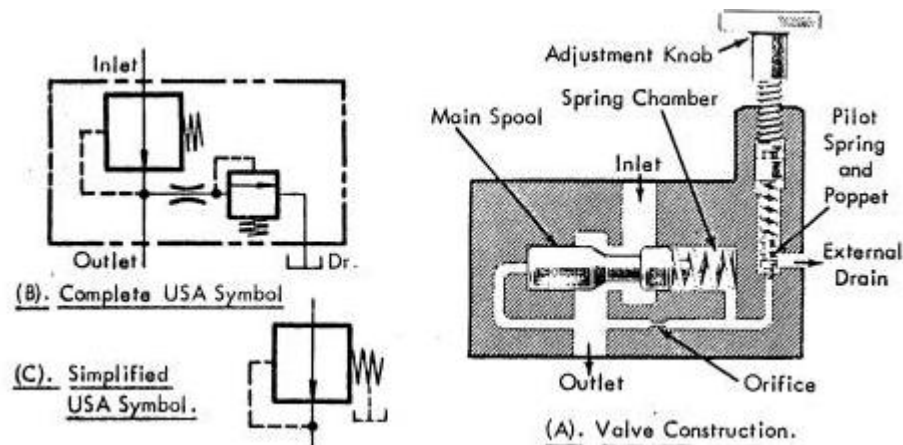 Inlet
Outlet
Dr.
(B). Complete USA Symbol
(C). Simplified
USA Symbol.
Adjustment Knob
Spring Chamber
Main Spool
Inlet
Pilot
Spring
and
Poppet
External
Drain
Outlet
Orifice
(A). Valve Construction.